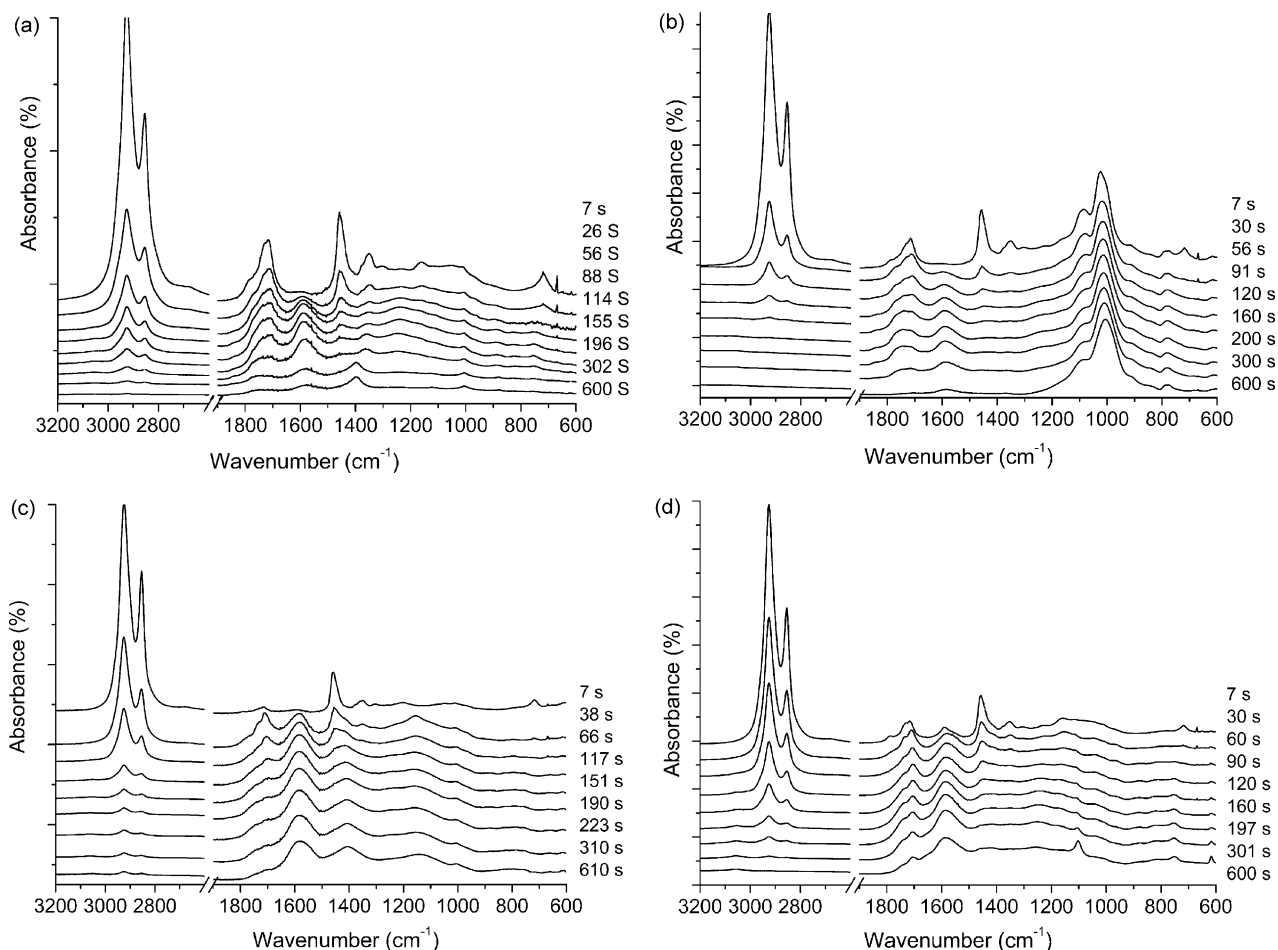 (a)
Absorbance (%)
7 s
26 S
56 S
88 S
114 S
155 S
196 S
302 S
600 S
3200 3000 2800 1800 1600 1400 1200 1000 800 600
Wavenumber (cm⁻¹)
(b)
Absorbance (%)
7 s
30 s
56 s
91 s
120 s
160 s
200 s
300 s
600 s
3200 3000 2800 1800 1600 1400 1200 1000 800 600
Wavenumber (cm⁻¹)
(c)
Absorbance (%)
7 s
38 s
66 s
117 s
151 s
190 s
223 s
310 s
610 s
3200 3000 2800 1800 1600 1400 1200 1000 800 600
Wavenumber (cm⁻¹)
(d)
Absorbance (%)
7 s
30 s
60 s
90 s
120 s
160 s
197 s
301 s
600 s
3200 3000 2800 1800 1600 1400 1200 1000 800 600
Wavenumber (cm⁻¹)